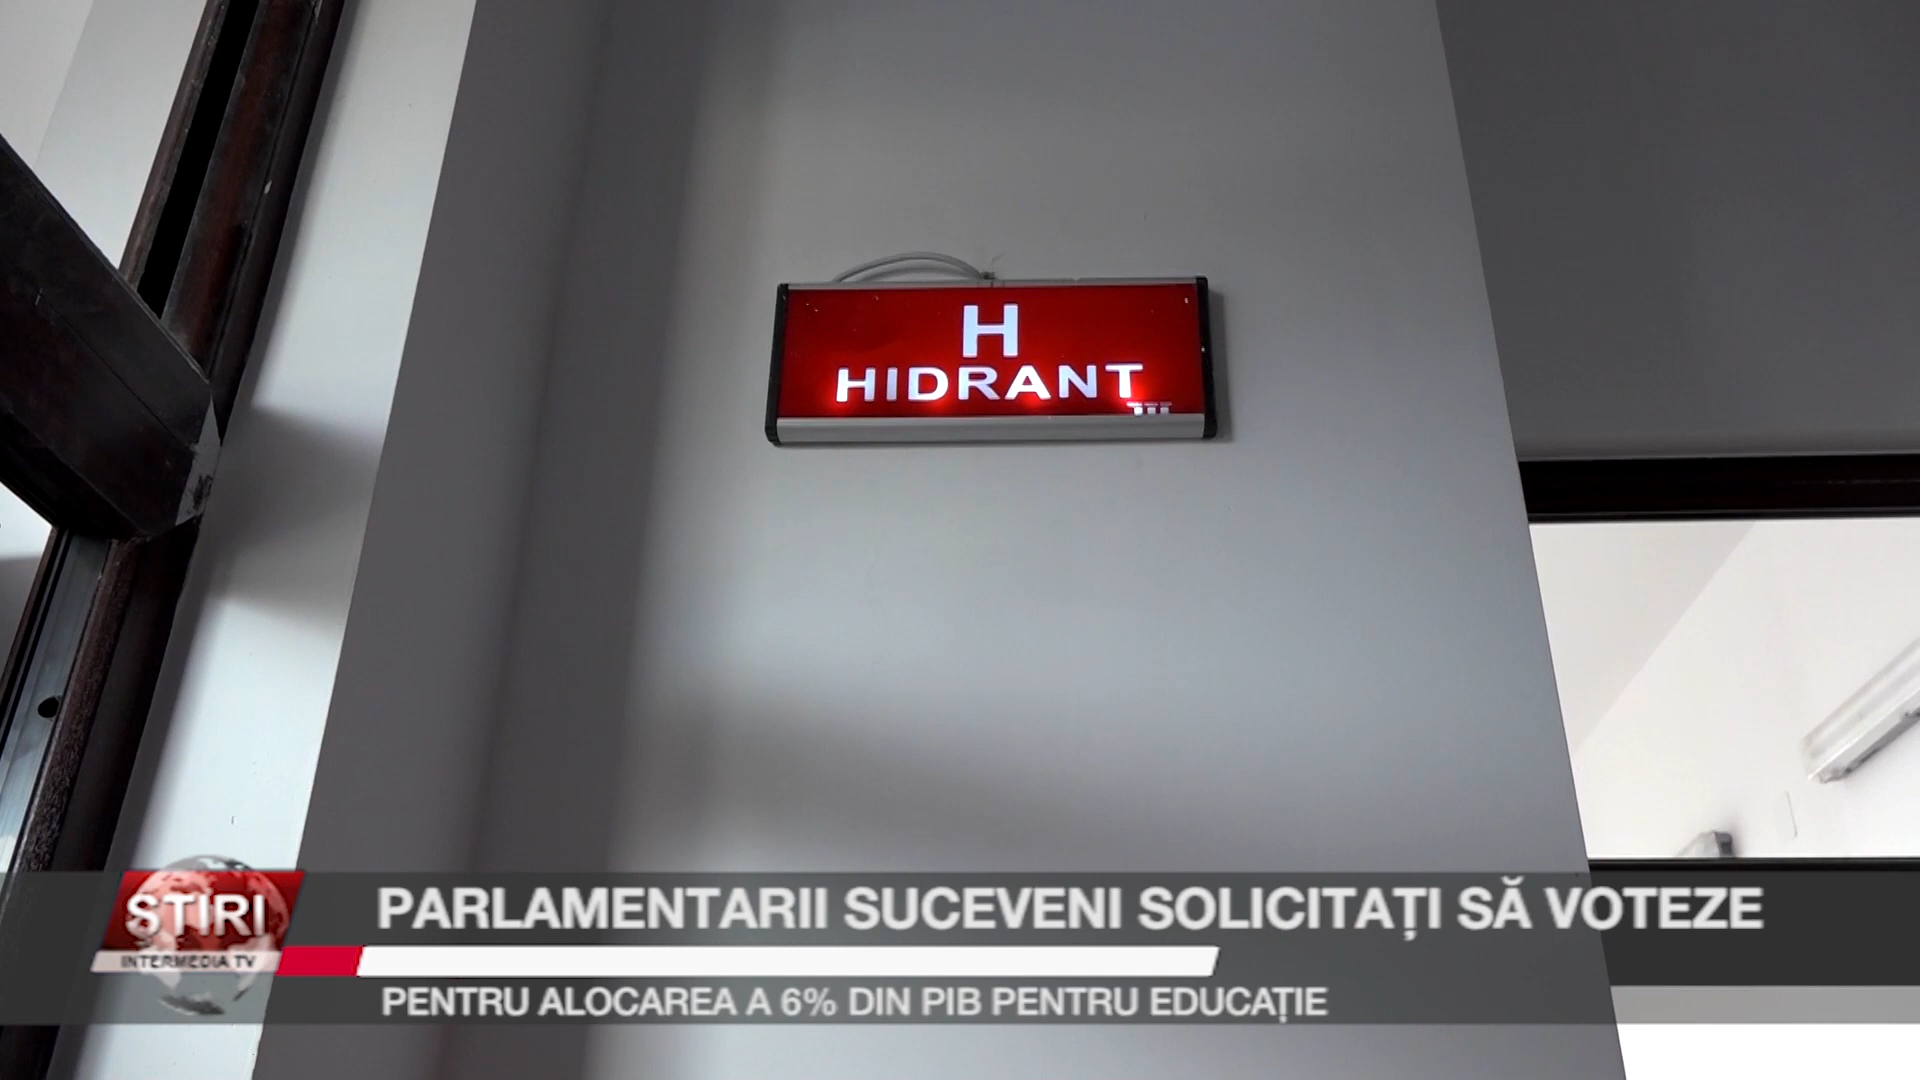 H
HIDRANT
ȘTIRI
INTERMEDIA TV
PARLAMENTARII SUCEVENI SOLICITAȚI SĂ VOTEZE
PENTRU ALOCAREA A 6% DIN PIB PENTRU EDUCAȚIE